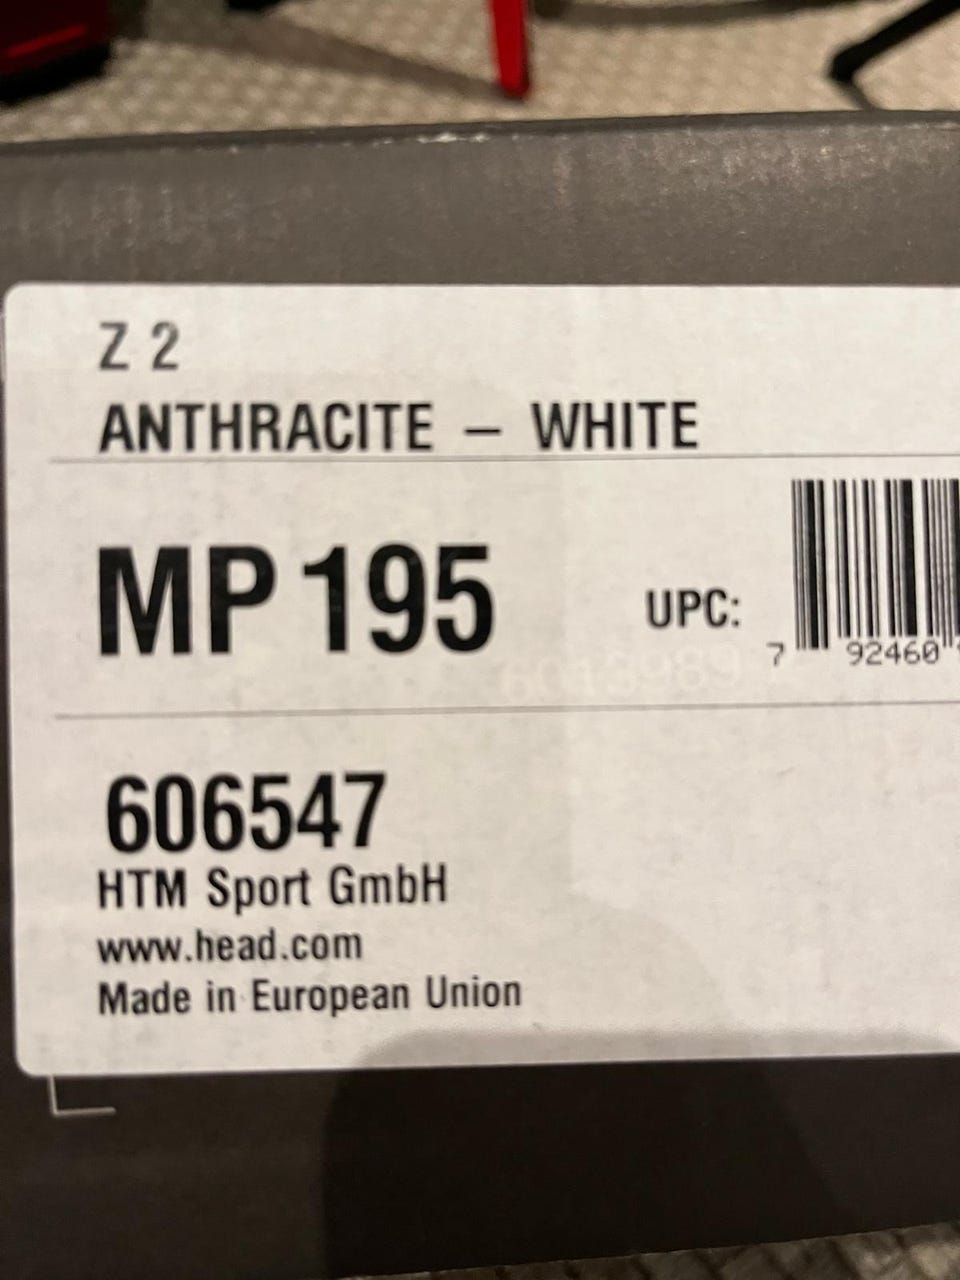 Z 2
ANTHRACITE – WHITE
MP 195
UPC:
7 92460
606547
HTM Sport GmbH
www.head.com
Made in European Union